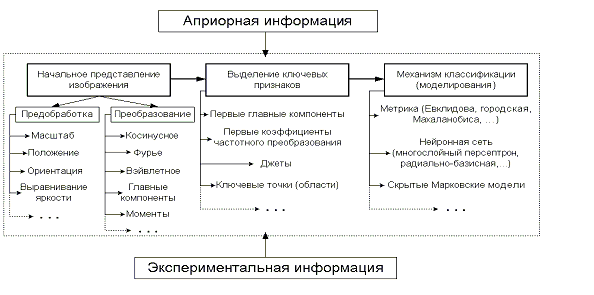 Априорная информация
Начальное представление
изображения
Выделение ключевых
признаков
Механизм классификации
(моделирования)
Предобработка
Масштаб
Положение
Ориентация
Выравнивание
яркости
. . .
Преобразование
Косинусное
Фурье
Вэйвлетное
Главные
компоненты
Моменты
. . .
Первые главные компоненты
Первые коэффициенты
частотного преобразования
Джеты
Ключевые точки (области)
. . .
Метрика (Евклидова, городская,
Махаланобиса, …)
Нейронная сеть
(многослойный персептрон,
радиально-базисная,…)
Скрытые Марковские модели
. . .
Экспериментальная информация